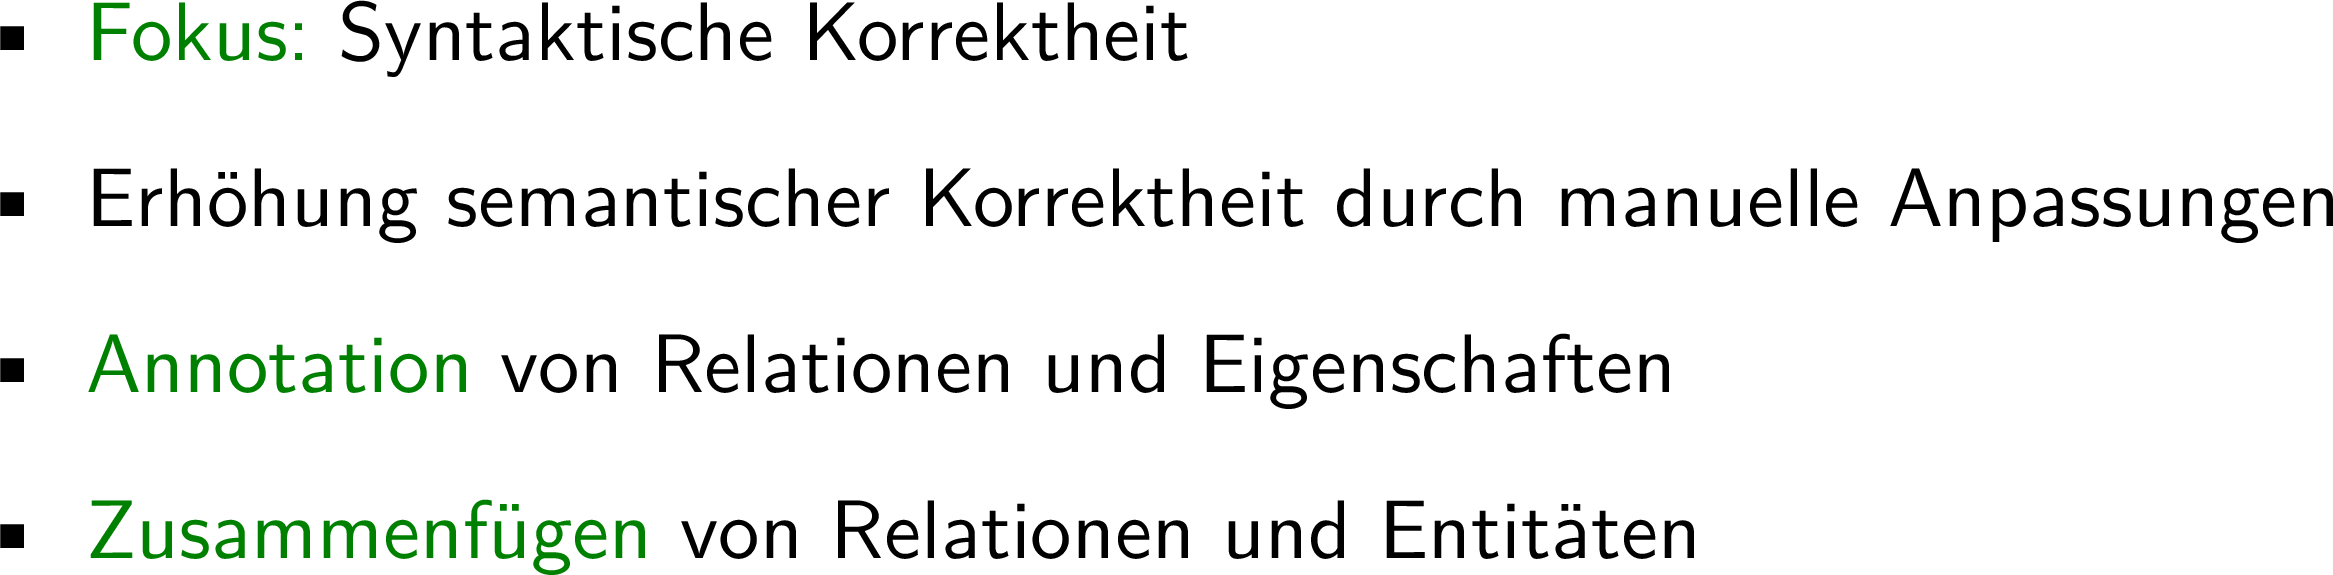 ▪ Fokus: Syntaktische Korrektheit
▪ Erhöhung semantischer Korrektheit durch manuelle Anpassungen
▪ Annotation von Relationen und Eigenschaften
▪ Zusammenfügen von Relationen und Entitäten